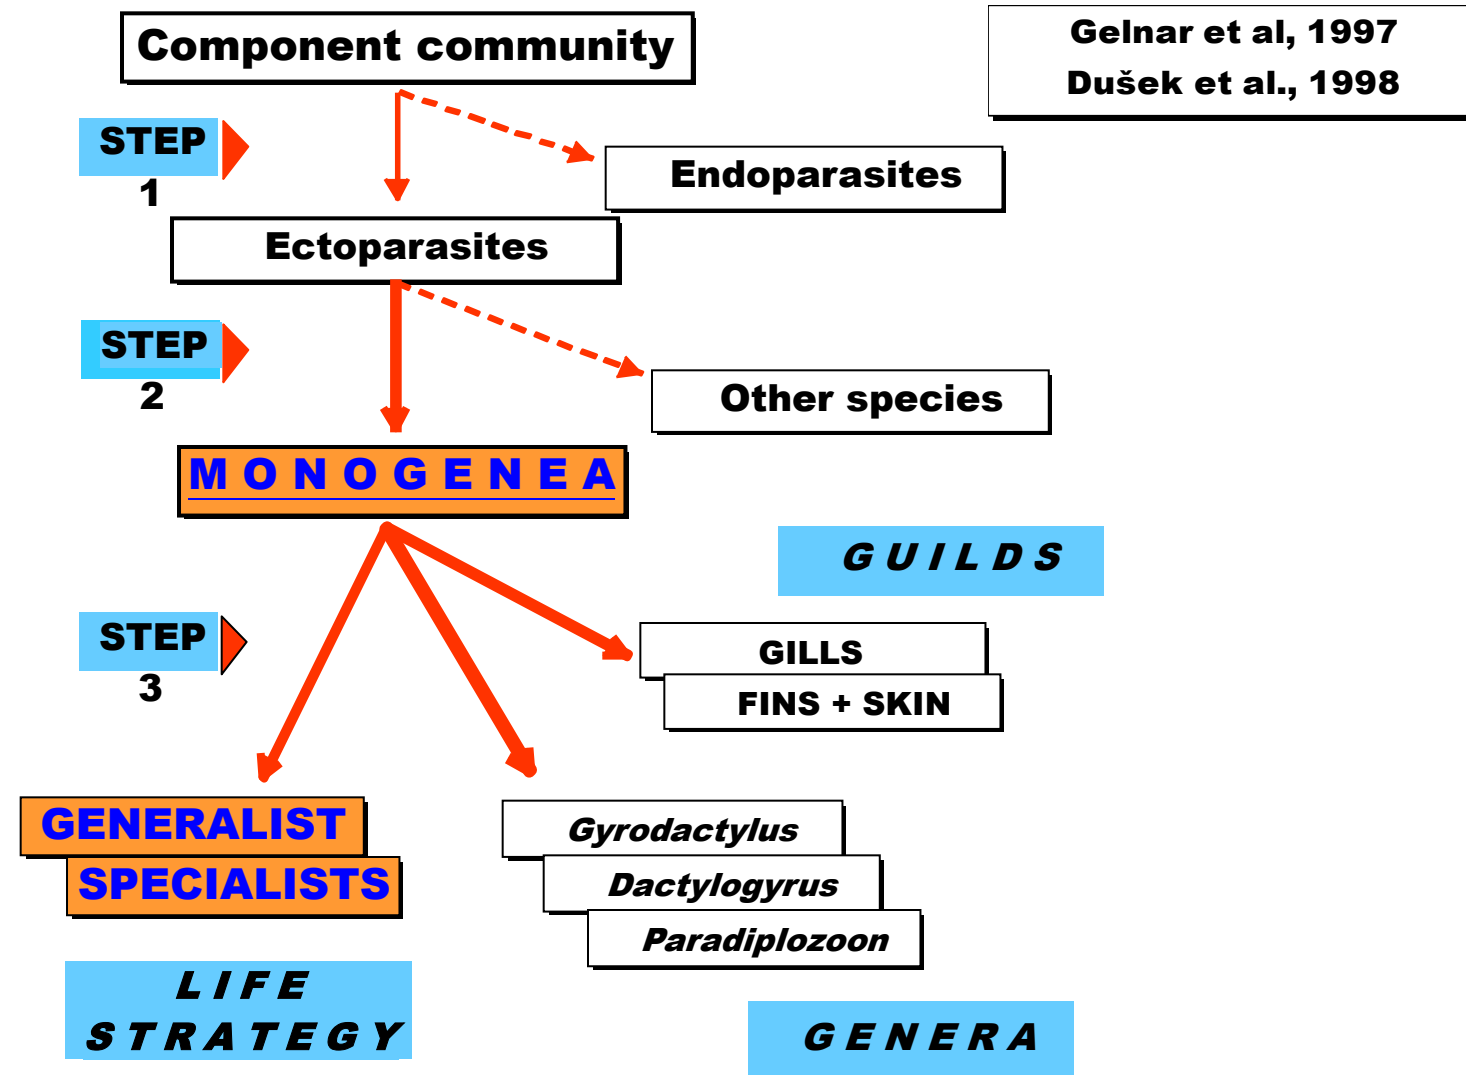 Component community
Gelnar et al, 1997
Dušek et al., 1998
STEP
1
Endoparasites
Ectoparasites
STEP
2
Other species
M O N O G E N E A
G U I L D S
STEP
3
GILLS
FINS + SKIN
GENERALIST
SPECIALISTS
Gyrodactylus
Dactylogyrus
Paradiplozoon
L I F E
S T R A T E G Y
G E N E R A